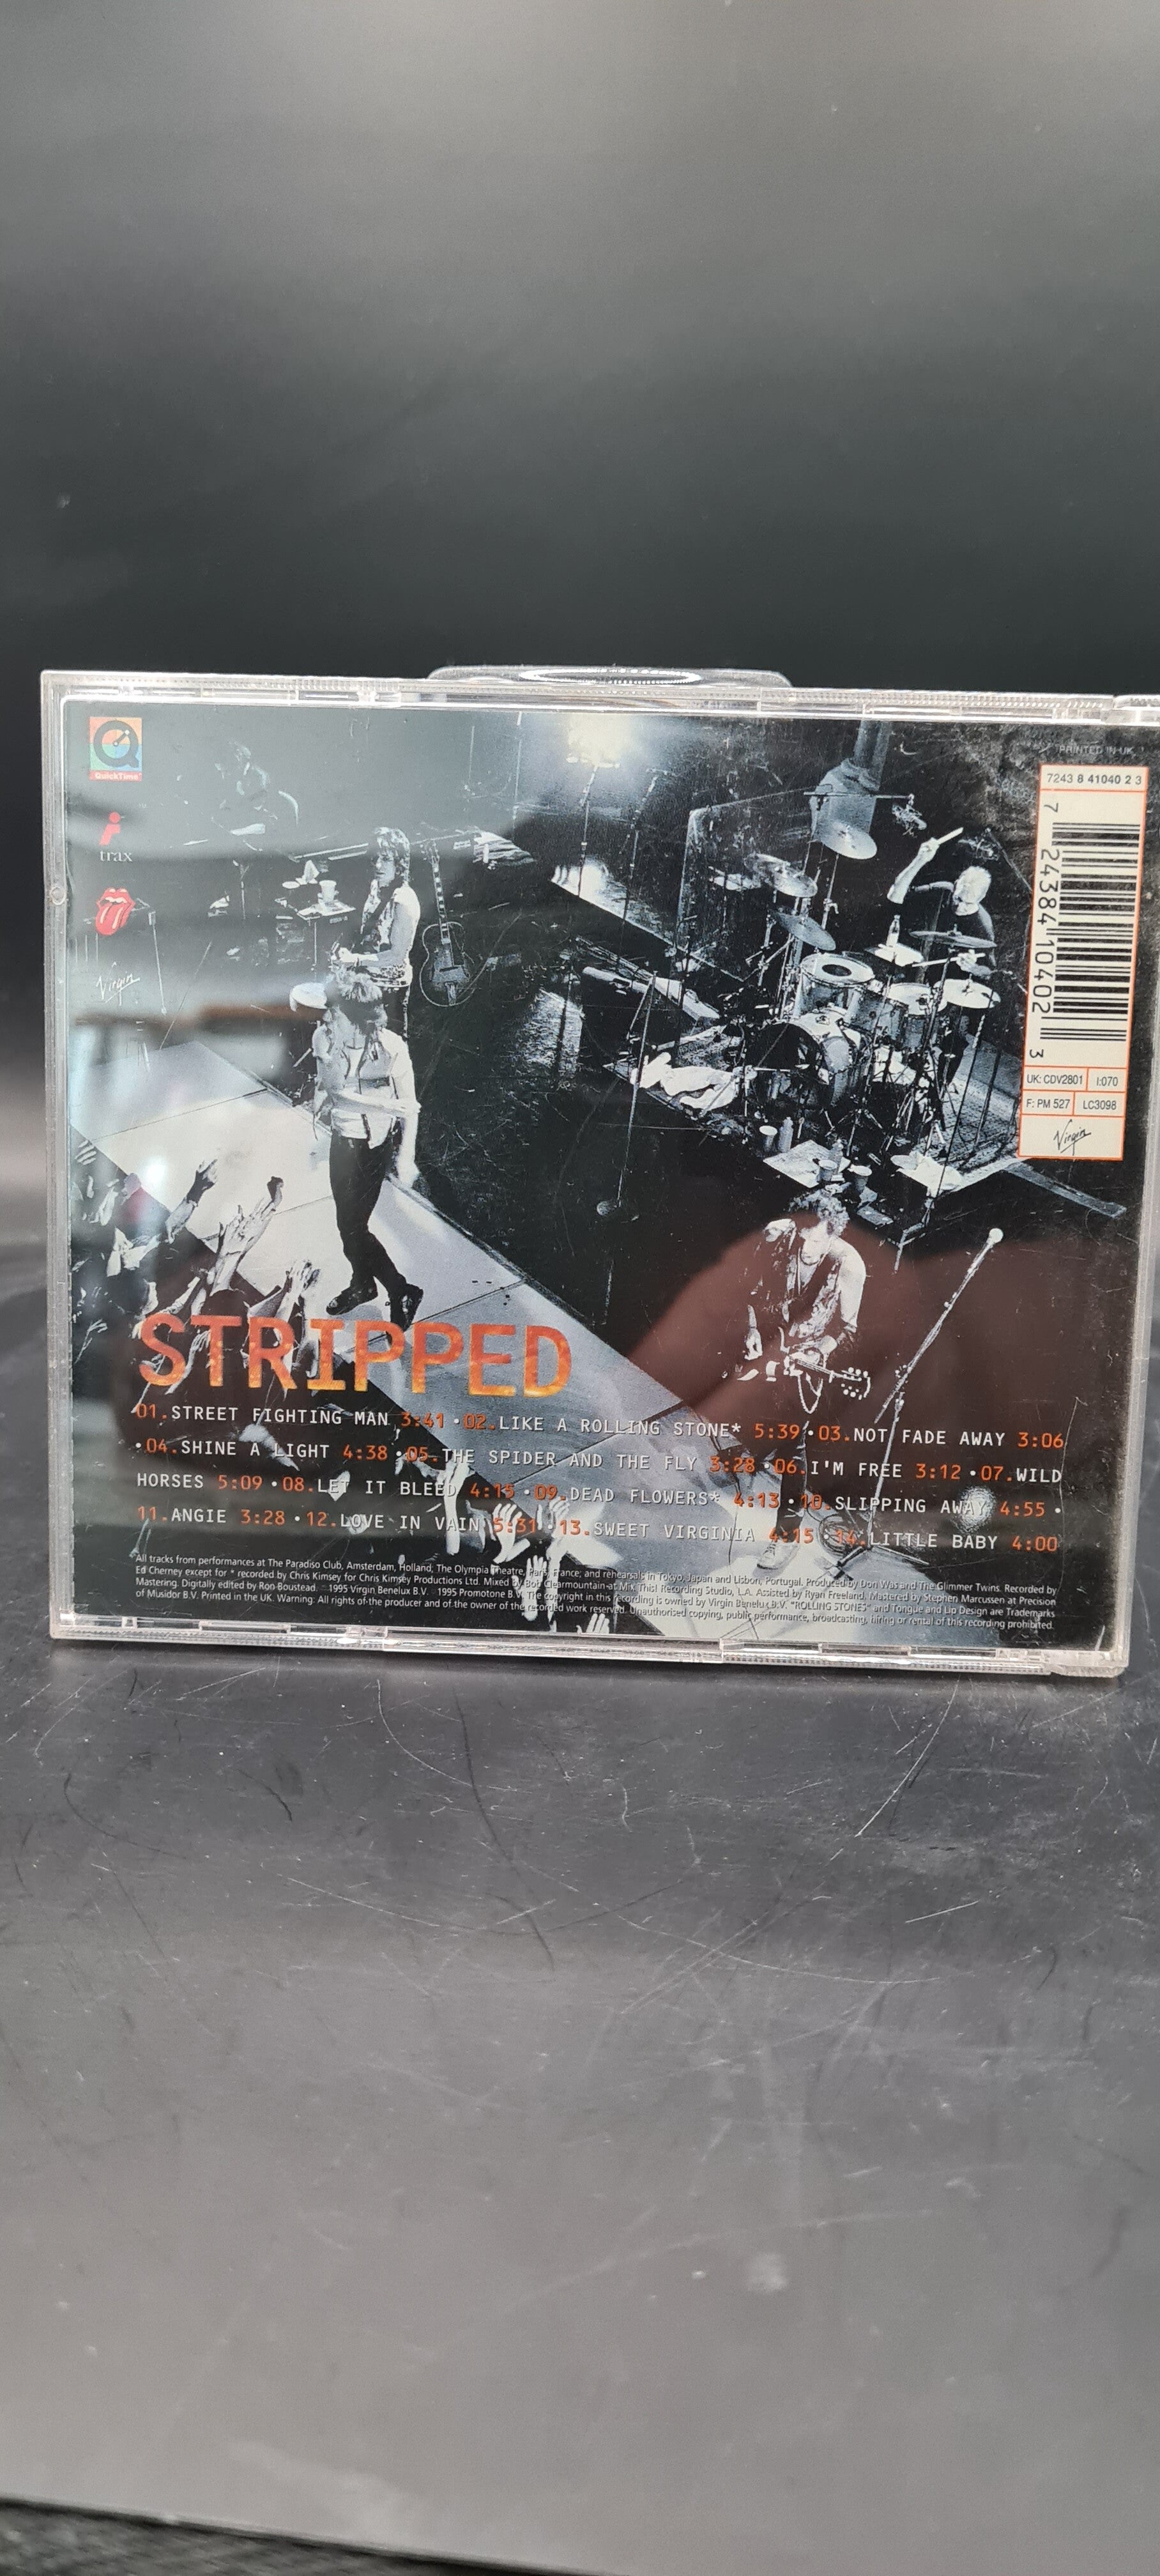 QuickTime
i
trax
Virgin
PRINTED IN UK
7243 8 41040 2 3
7 24384 10402 3
UK: CDV2801 I:070
F: PM 527 LC3098
Virgin
STRIPPED
01.STREET FIGHTING MAN 3:41 •02.LIKE A ROLLING STONE* 5:39 •03.NOT FADE AWAY 3:06
•04.SHINE A LIGHT 4:38 •05.THE SPIDER AND THE FLY 3:28 •06.I'M FREE 3:12 •07.WILD
HORSES 5:09 •08.LET IT BLEED 4:15 •09.DEAD FLOWERS* 4:13 •10.SLIPPING AWAY 4:55 •
11.ANGIE 3:28 •12.LOVE IN VAIN 5:31 •13.SWEET VIRGINIA 4:15 •14.LITTLE BABY 4:00
All tracks from performances at The Paradiso Club, Amsterdam, Holland, The Olympia Theatre, Paris, France; and rehearsals in Tokyo, Japan and Lisbon, Portugal. Produced by Don Was and The Glimmer Twins. Recorded by
Ed Cherney except for * recorded by Chris Kimsey for Chris Kimsey Productions Ltd. Mixed by Bob Clearmountain at Mix This! Recording Studio, L.A. Assisted by Ryan Freeland. Mastered by Stephen Marcussen at Precision
Mastering. Digitally edited by Ron Boustead. 1995 Virgin Benelux B.V. 1995 Promotone B.V. The copyright in this recording is owned by Virgin Benelux B.V. "ROLLING STONES" and Tongue and Lip Design are Trademarks
of Musidor B.V. Printed in the UK. Warning: All rights of the producer and of the owner of the recorded work reserved. Unauthorised copying, public performance, broadcasting, hiring or rental of this recording prohibited.